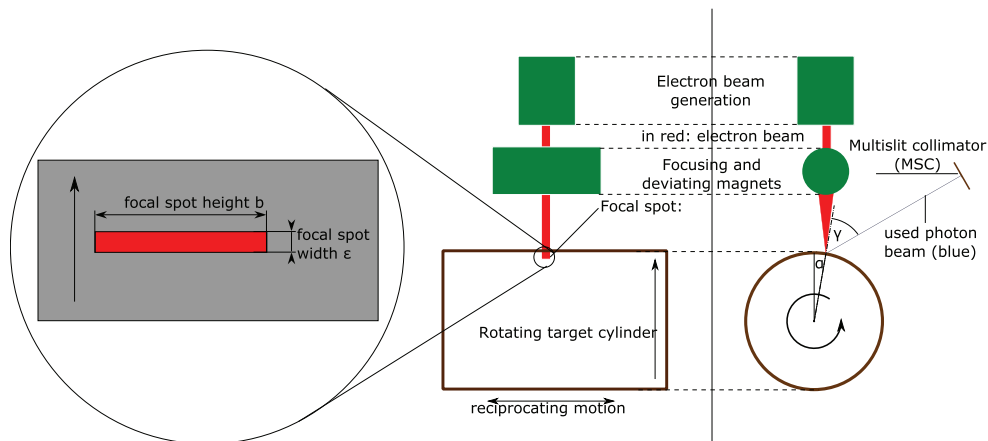 focal spot height b
focal spot
width ε
Electron beam
generation
in red: electron beam
Focusing and
deviating magnets
Focal spot:
Rotating target cylinder
reciprocating motion
Multislit collimator
(MSC)
γ
used photon
beam (blue)
α